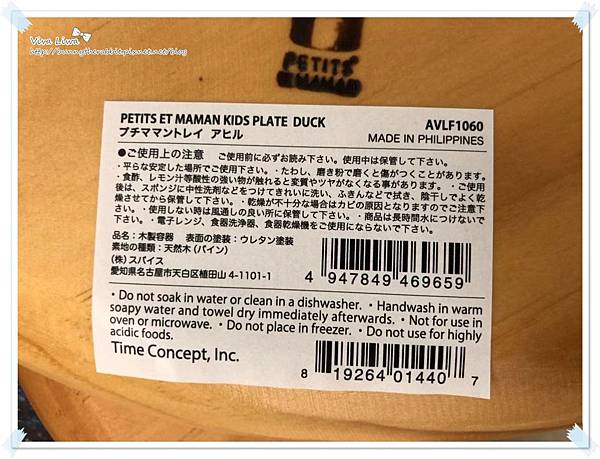 Viva Liwa
PETITS
ET MAMAN
PETITS ET MAMAN KIDS PLATE DUCK AVLF1060
プチママントレイ アヒル MADE IN PHILIPPINES
●ご使用上の注意 ご使用前に必ずお読み下さい。使用中は保管して下さい。
・平らな安定した場所でご使用下さい。・たわし、磨き粉で磨くと傷がつくことがあります。
・食酢、レモン汁等酸性の強い物が触れると変質やツヤがなくなる事があります。・ご使用
後は、スポンジに中性洗剤などをつけてきれいに洗い、ふきんなどで拭き、陰干しでよく乾
燥させてから保管して下さい。・乾燥が不十分な場合はカビの原因となりますのでご注意下
さい。・使用しない時は風通しの良い所に保管して下さい。・商品は長時間水につけないで
下さい。・電子レンジ、食器洗浄器、食器乾燥機をご使用にならないで下さい。
品名：木製容器 表面の塗装：ウレタン塗装
素地の種類：天然木（パイン）
（株）スパイス
愛知県名古屋市天白区植田山 4-1101-1
4 947849 469659
・Do not soak in water or clean in a dishwasher. ・Handwash in warm
soapy water and towel dry immediately afterwards. ・Not for use in
oven or microwave. ・Do not place in freezer. ・Do not use for highly
acidic foods.
Time Concept, Inc.
8 19264 01440 7